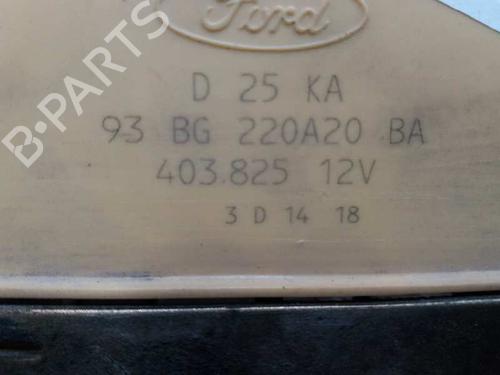 Ford
D 25 KA
93 BG 220A20 BA
403.825 12V
3 D 14 18
B-PARTS